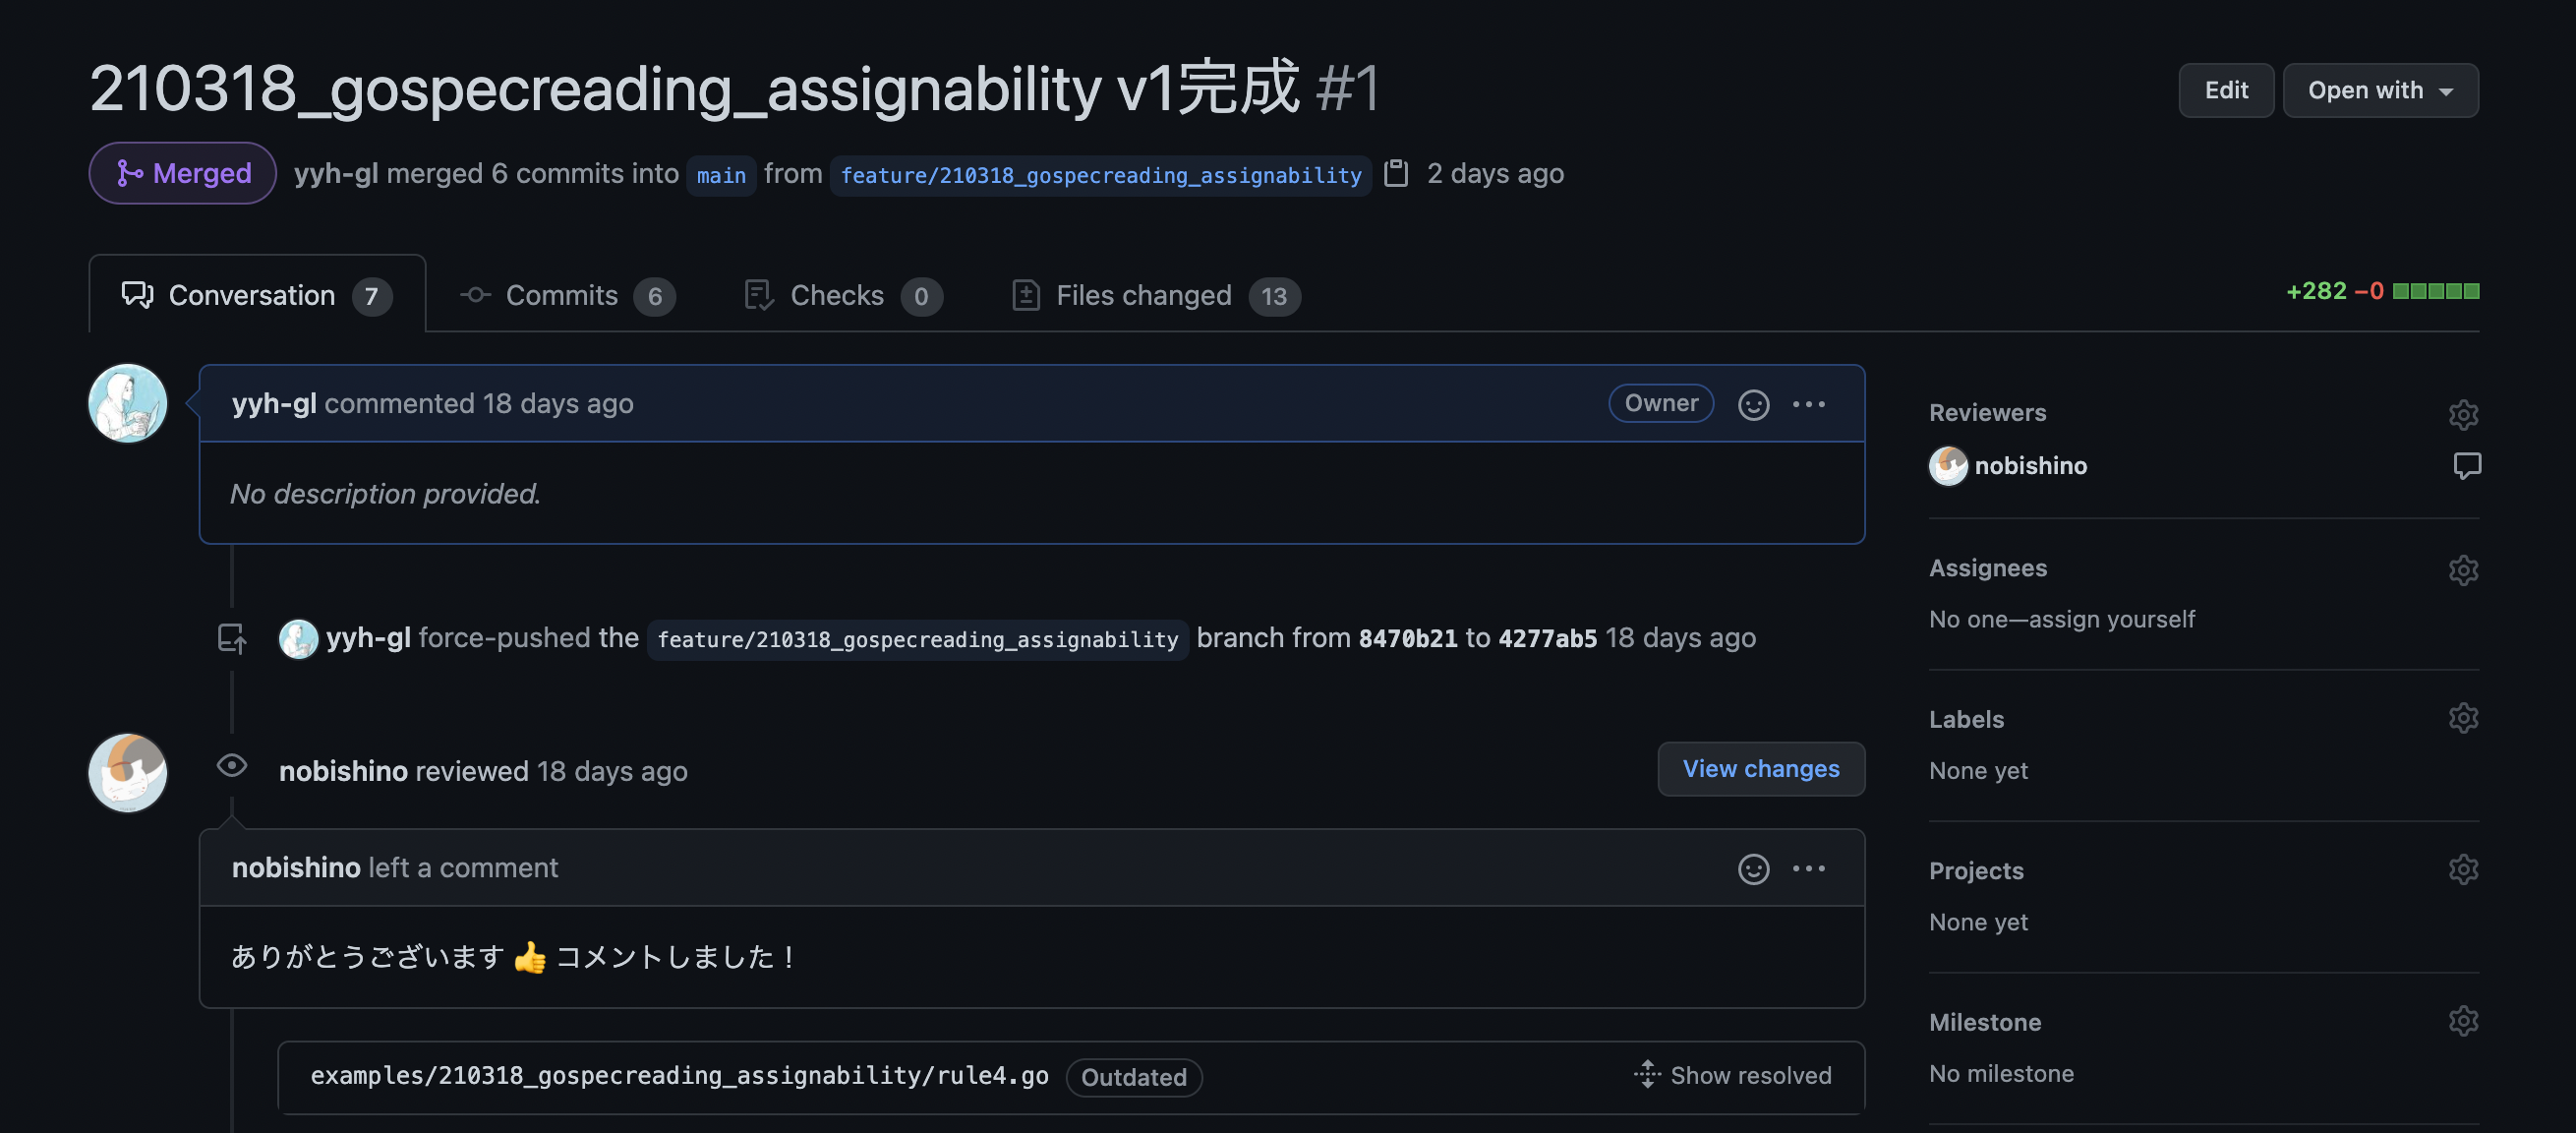 210318_gospecreading_assignability v1完成 #1
Edit
Open with
Merged
yyh-gl merged 6 commits into main from feature/210318_gospecreading_assignability 2 days ago
Conversation 7
Commits 6
Checks 0
Files changed 13
+282 −0
yyh-gl commented 18 days ago
Owner
No description provided.
yyh-gl force-pushed the feature/210318_gospecreading_assignability branch from 8470b21 to 4277ab5 18 days ago
nobishino reviewed 18 days ago
View changes
nobishino left a comment
ありがとうございます 👍 コメントしました！
examples/210318_gospecreading_assignability/rule4.go Outdated
Show resolved
Reviewers
nobishino
Assignees
No one—assign yourself
Labels
None yet
Projects
None yet
Milestone
No milestone